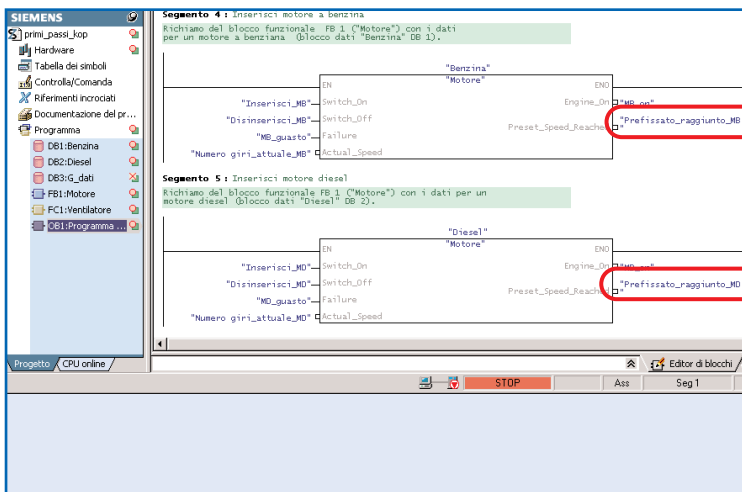 SIEMENS
primi_passi_kop
Hardware
Tabella dei simboli
Controlla/Comanda
Riferimenti incrociati
Documentazione del pr...
Programma
DB1:Benzina
DB2:Diesel
DB3:G_dati
FB1:Motore
FC1:Ventilatore
OB1:Programma ...
Progetto
CPU online
Segmento 4 : Inserisci motore a benzina
Richiamo del blocco funzionale  FB 1 ("Motore") con i dati
per un motore a benziana  (blocco dati "Benzina" DB 1).
"Benzina"
"Motore"
EN ENO
"Inserisci_MB" Switch_On Engine_On "MB_on"
"Disinserisci_MB" Switch_Off Preset_Speed_Reached "Prefissato_raggiunto_MB
"
"MB_guasto" Failure
"Numero giri_attuale_MB" Actual_Speed
Segmento 5 : Inserisci motore diesel
Richiamo del blocco funzionale FB 1 ("Motore") con i dati per un
motore diesel (blocco dati "Diesel" DB 2).
"Diesel"
"Motore"
EN ENO
"Inserisci_MD" Switch_On Engine_On "MD_on"
"Disinserisci_MD" Switch_Off Preset_Speed_Reached "Prefissato_raggiunto_MD
"
"MD_guasto" Failure
"Numero giri_attuale_MD" Actual_Speed
Editor di blocchi
STOP Ass Seg 1